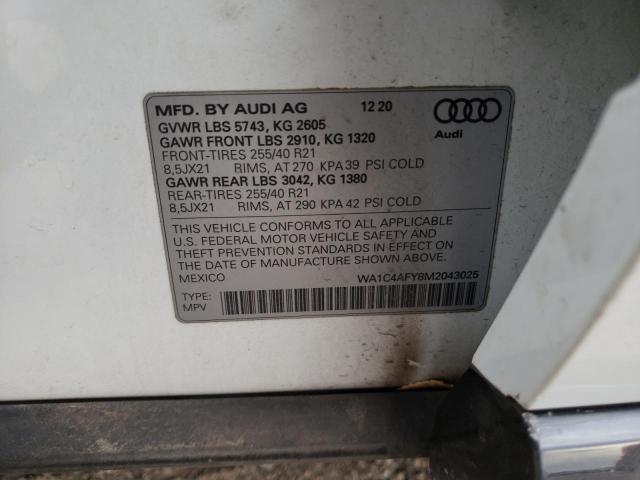 MFD. BY AUDI AG 12 20
GVWR LBS 5743, KG 2605
GAWR FRONT LBS 2910, KG 1320
FRONT-TIRES 255/40 R21
8,5JX21 RIMS, AT 270 KPA 39 PSI COLD
GAWR REAR LBS 3042, KG 1380
REAR-TIRES 255/40 R21
8,5JX21 RIMS, AT 290 KPA 42 PSI COLD
Audi
THIS VEHICLE CONFORMS TO ALL APPLICABLE
U.S. FEDERAL MOTOR VEHICLE SAFETY AND
THEFT PREVENTION STANDARDS IN EFFECT ON
THE DATE OF MANUFACTURE SHOWN ABOVE.
MEXICO WA1C4AFY8M2043025
TYPE:
MPV